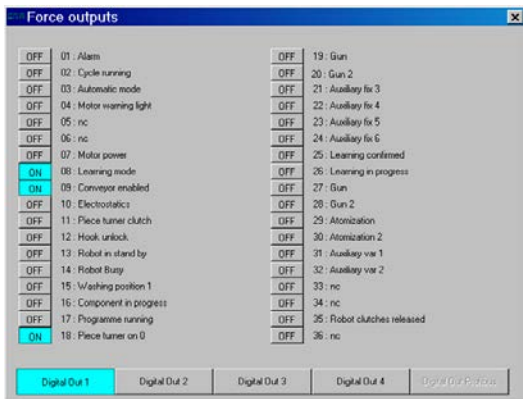 Force outputs
OFF 01 : Alarm
OFF 02 : Cycle running
OFF 03 : Automatic mode
OFF 04 : Motor warning light
OFF 05 : nc
OFF 06 : nc
OFF 07 : Motor power
ON 08 : Learning mode
ON 09 : Conveyor enabled
OFF 10 : Electrostatics
OFF 11 : Piece turner clutch
OFF 12 : Hook unlock
OFF 13 : Robot in stand by
OFF 14 : Robot Busy
OFF 15 : Washing position 1
OFF 16 : Component in progress
OFF 17 : Programme running
ON 18 : Piece turner on 0
OFF 19 : Gun
OFF 20 : Gun 2
OFF 21 : Auxiliary fix 3
OFF 22 : Auxiliary fix 4
OFF 23 : Auxiliary fix 5
OFF 24 : Auxiliary fix 6
OFF 25 : Learning confirmed
OFF 26 : Learning in progress
OFF 27 : Gun
OFF 28 : Gun 2
OFF 29 : Atomization
OFF 30 : Atomization 2
OFF 31 : Auxiliary var 1
OFF 32 : Auxiliary var 2
OFF 33 : nc
OFF 34 : nc
OFF 35 : Robot clutches released
OFF 36 : nc
Digital Out 1 Digital Out 2 Digital Out 3 Digital Out 4 Digital Out